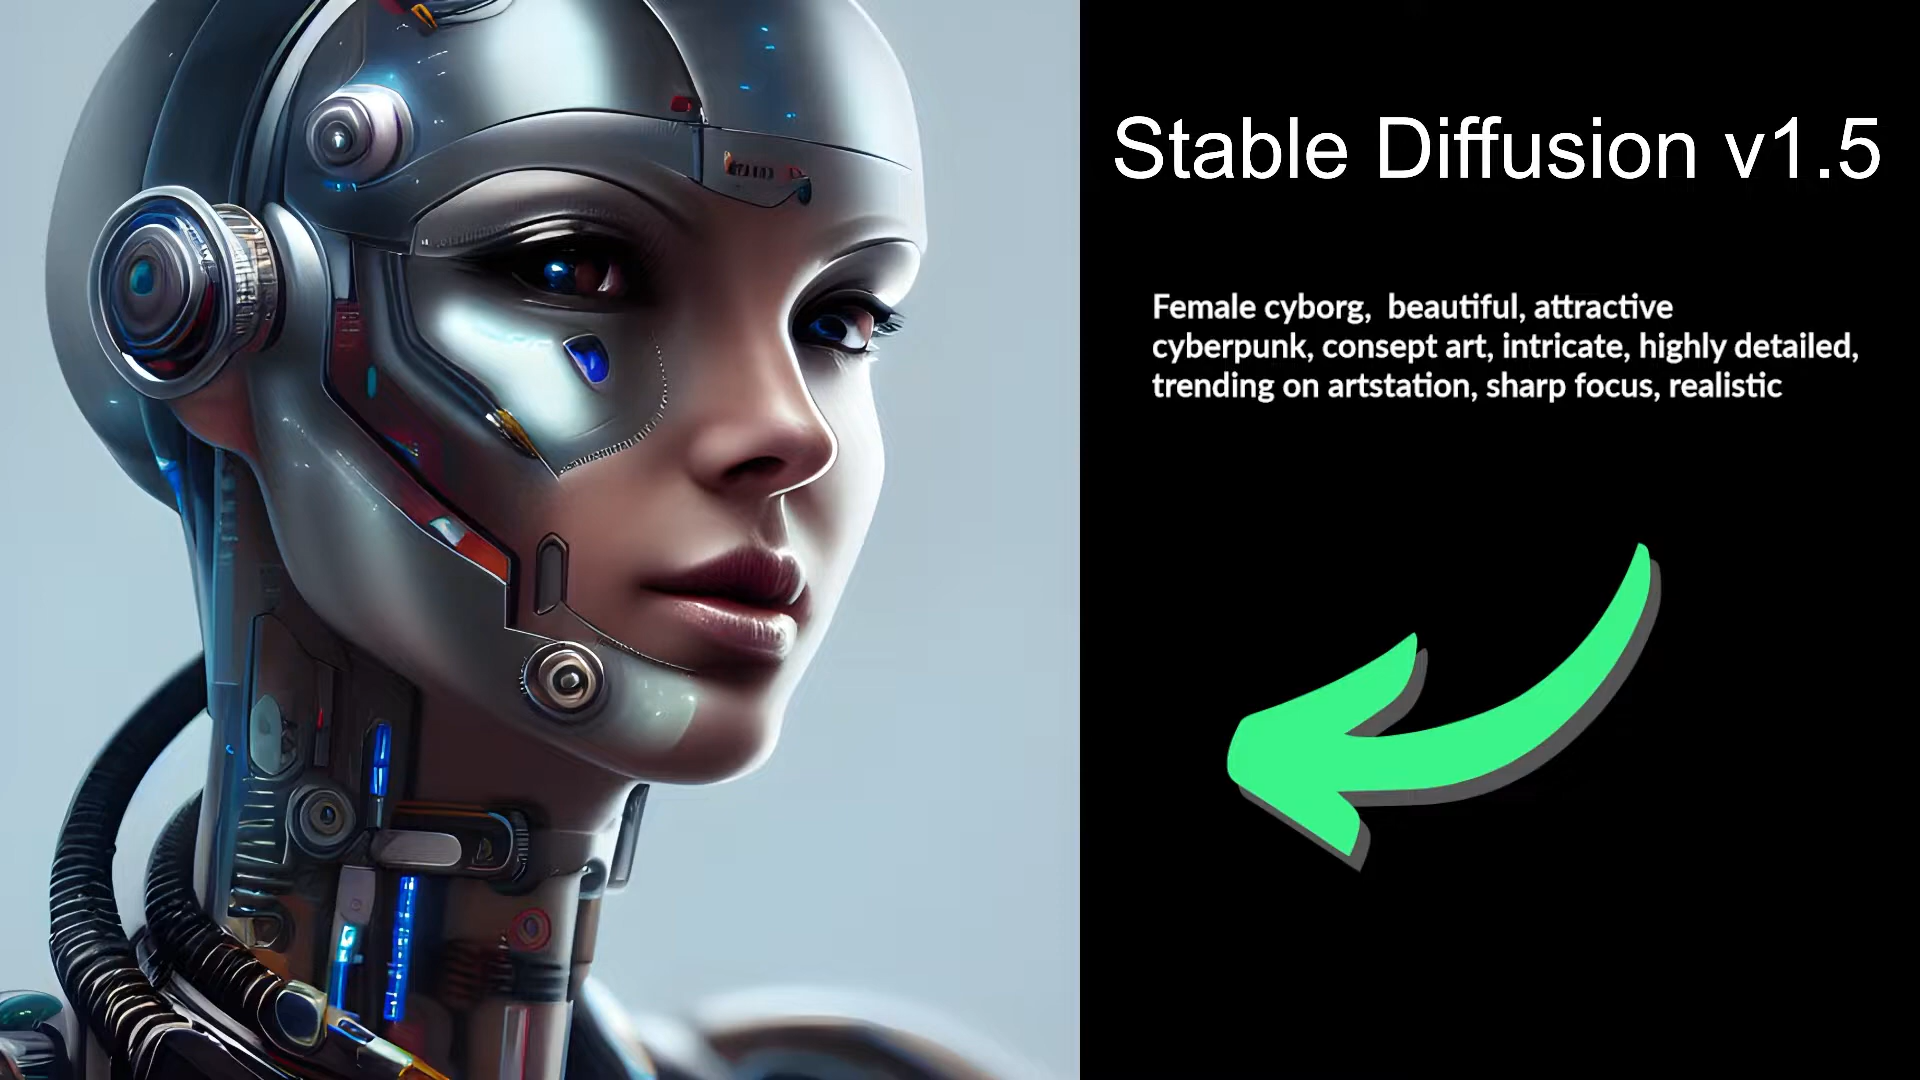 Stable Diffusion v1.5
Female cyborg,  beautiful, attractive
cyberpunk, consept art, intricate, highly detailed,
trending on artstation, sharp focus, realistic